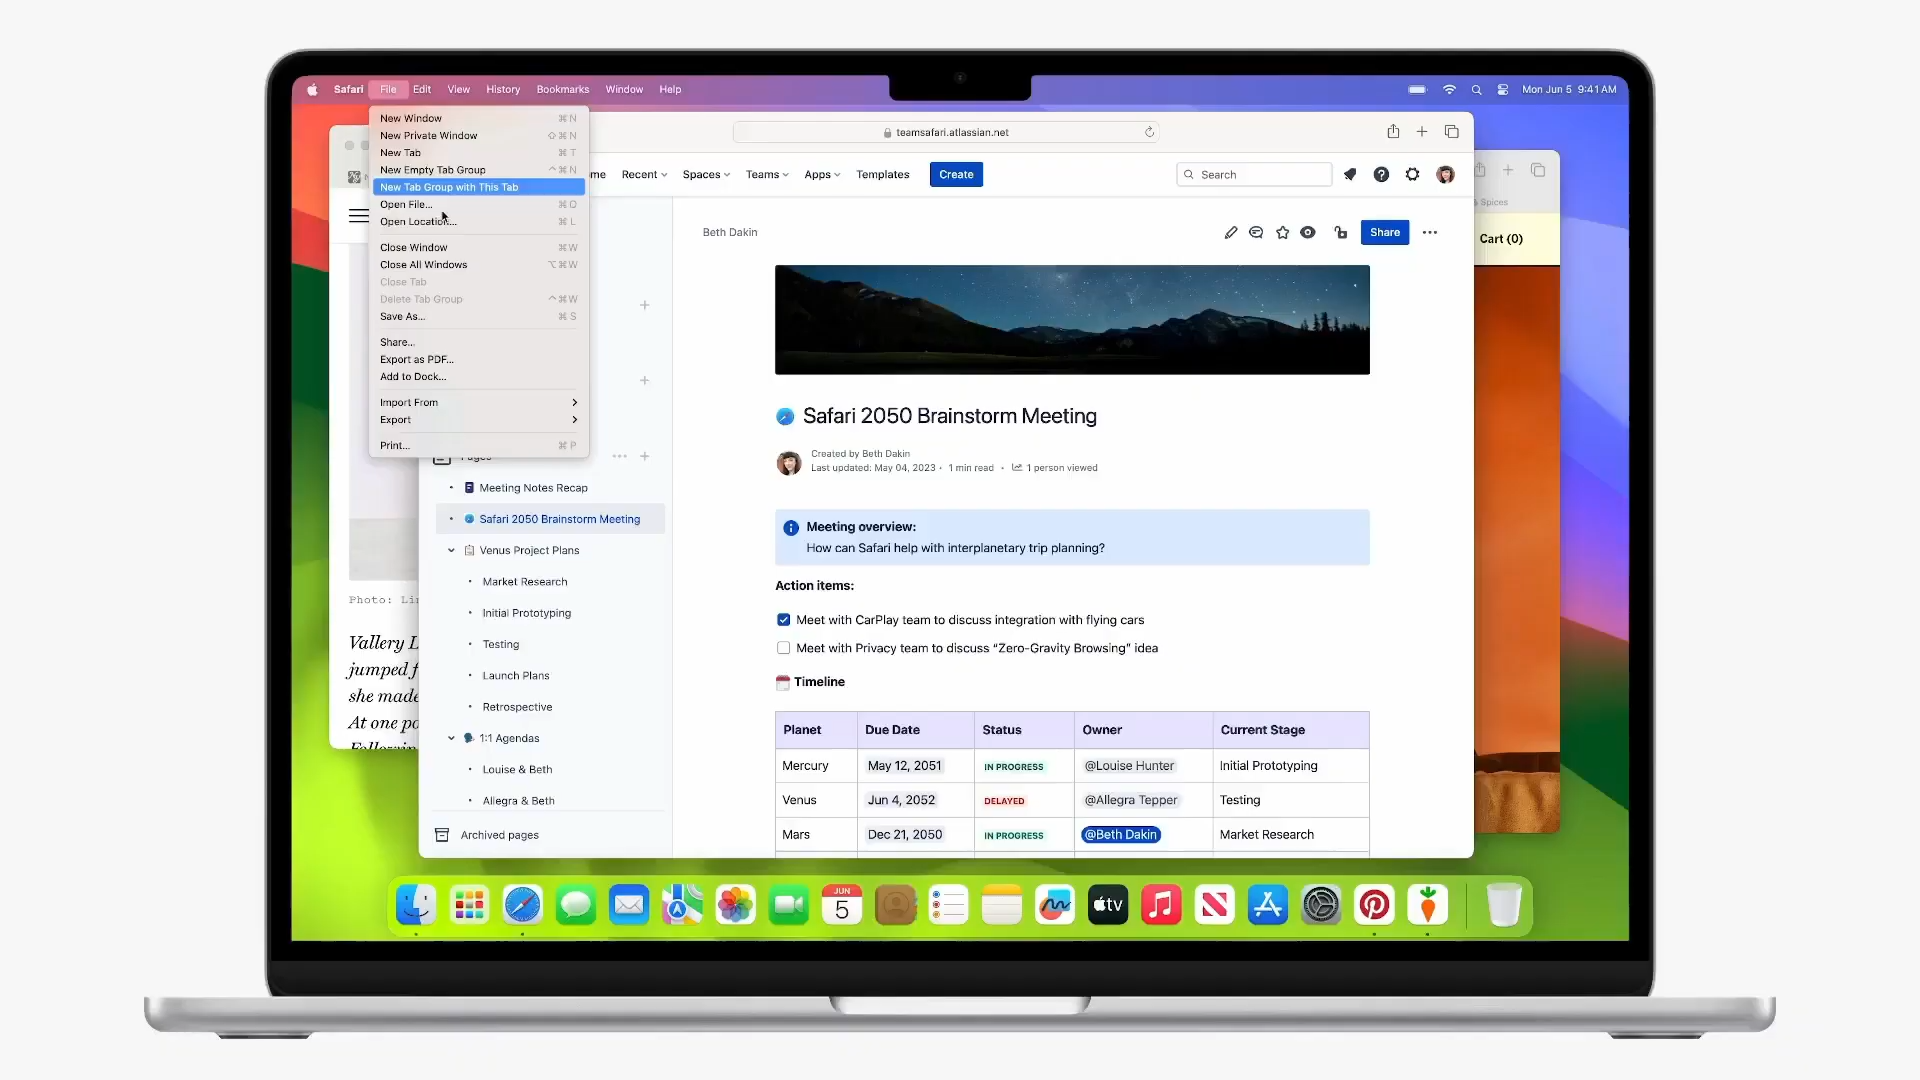 Safari File Edit View History Bookmarks Window Help
Mon Jun 5 9:41 AM
New Window ⌘N
New Private Window ⇧⌘N
New Tab ⌘T
New Empty Tab Group ^⌘N
New Tab Group with This Tab
Open File... ⌘O
Open Location... ⌘L
Close Window ⌘W
Close All Windows ⌥⌘W
Close Tab
Delete Tab Group ^⌘W
Save As... ⌘S
Share...
Export as PDF...
Add to Dock...
Import From
Export
Print... ⌘P
teamsafari.atlassian.net
Recent Spaces Teams Apps Templates Create
Search
Spices
Cart (0)
Beth Dakin
Share
Safari 2050 Brainstorm Meeting
Created by Beth Dakin
Last updated: May 04, 2023 • 1 min read • 1 person viewed
Meeting overview:
How can Safari help with interplanetary trip planning?
Action items:
Meet with CarPlay team to discuss integration with flying cars
Meet with Privacy team to discuss “Zero-Gravity Browsing” idea
Timeline
Planet Due Date Status Owner Current Stage
Mercury May 12, 2051 IN PROGRESS @Louise Hunter Initial Prototyping
Venus Jun 4, 2052 DELAYED @Allegra Tepper Testing
Mars Dec 21, 2050 IN PROGRESS @Beth Dakin Market Research
Pages
Meeting Notes Recap
Safari 2050 Brainstorm Meeting
Venus Project Plans
Market Research
Initial Prototyping
Testing
Launch Plans
Retrospective
1:1 Agendas
Louise & Beth
Allegra & Beth
Archived pages
Photo:
Vallery
jumped
she made
At one
JUN
5
tv